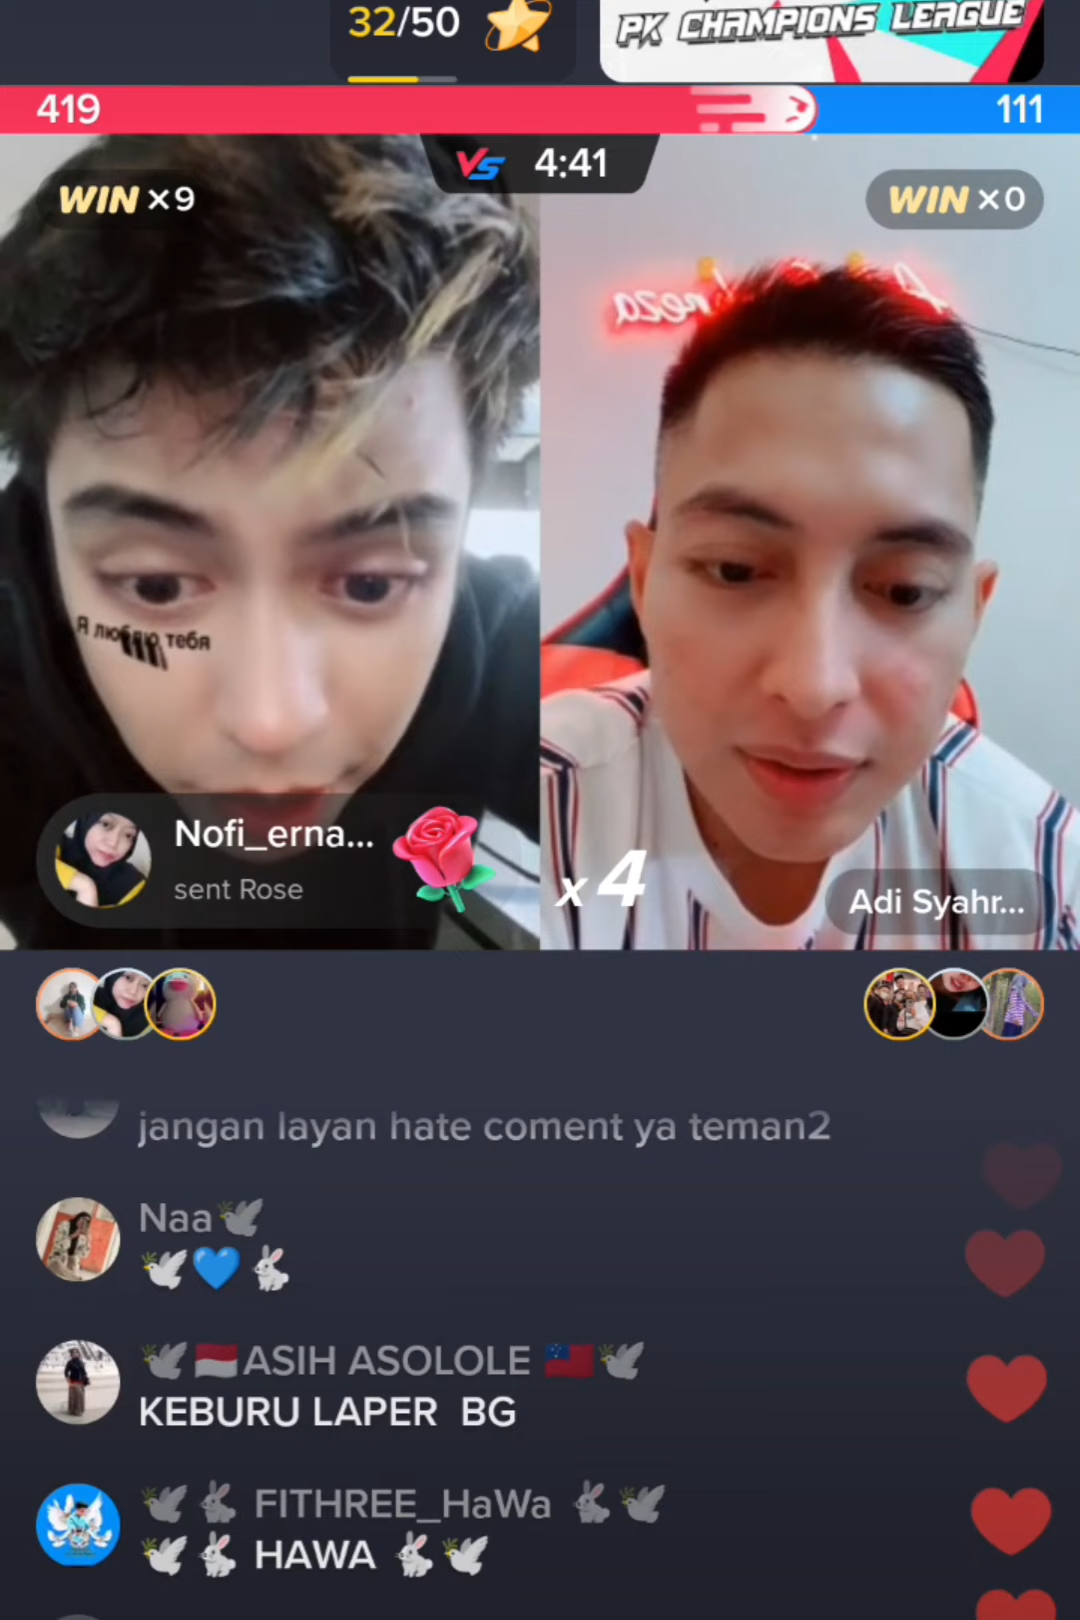 32/50
PK CHAMPIONS LEAGUE
419
111
VS 4:41
WIN ×9
WIN ×0
Я люблю тебя
Nofi_erna...
sent Rose
x4
Adi Syahr...
jangan layan hate coment ya teman2
Naa🕊
🕊💙🐇
🕊🇮🇩ASIH ASOLOLE 🇼🇸🕊
KEBURU LAPER BG
🕊🐇 FITHREE_HaWa 🐇🕊
🕊🐇 HAWA 🐇🕊